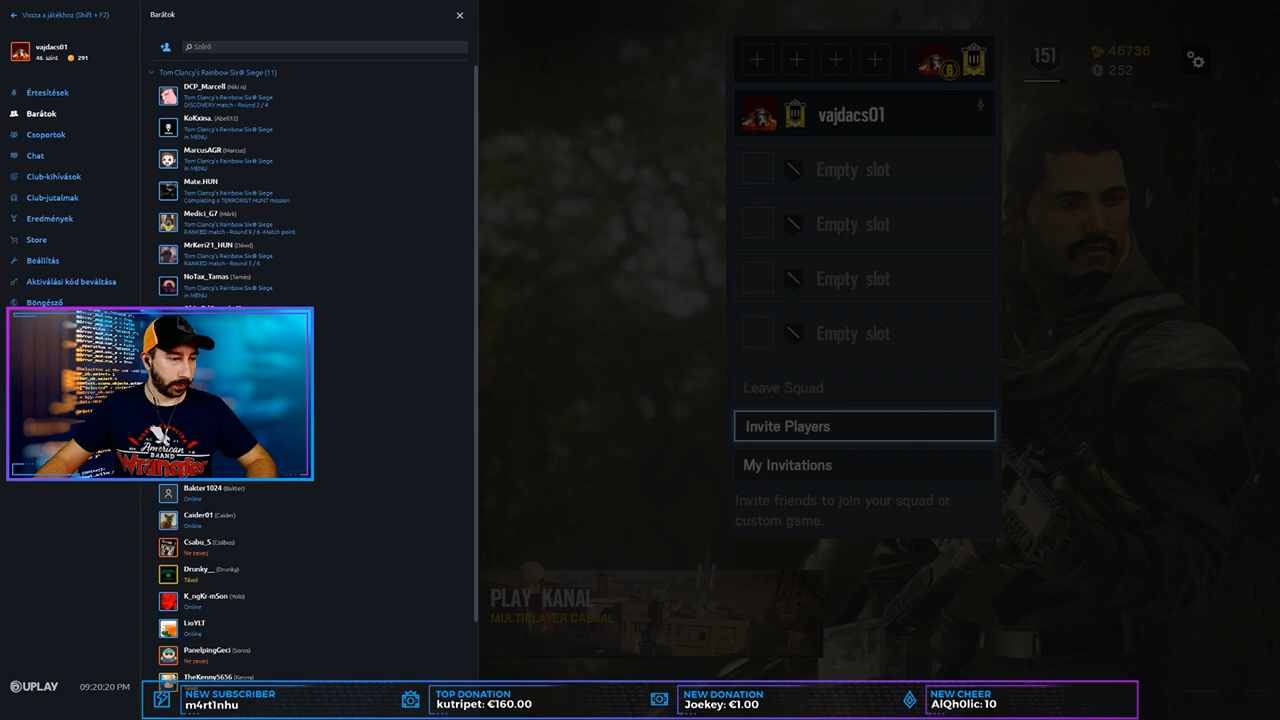 Vissza a játékhoz (Shift + F2)
vajdacs01
46. szint 291
Értesítések
Barátok
Csoportok
Chat
Club-kihívások
Club-jutalmak
Eredmények
Store
Beállítás
Aktiválási kód beváltása
Böngésző
UPLAY
09:20:20 PM
Barátok
Szűrő
Tom Clancy's Rainbow Six® Siege (11)
DCP_Marcell
Tom Clancy's Rainbow Six® Siege
DISCOVERY match - Round 2 / 4
KoKxina. (Abell12)
Tom Clancy's Rainbow Six® Siege
in MENU
MarcusAGR (Marcus)
Tom Clancy's Rainbow Six® Siege
in MENU
Mate.HUN
Tom Clancy's Rainbow Six® Siege
Completing a TERRORIST HUNT mission
Medici_G7 (Márk)
Tom Clancy's Rainbow Six® Siege
RANKED match - Round 9 / 6 -Match point
MrKeri21_HUN (Dávid)
Tom Clancy's Rainbow Six® Siege
RANKED match - Round 5 / 6
NoTax_Tamas (Tamás)
Tom Clancy's Rainbow Six® Siege
in MENU
AMERICAN
BRAND
Wrangler
Bakter1024 (Bakter)
Online
Caider01 (Caider)
Online
Csabu_S (Csábus)
Ne zavarj
Drunky__ (Drunky)
Távol
K_ngKr-mSon (Yolo)
Online
LioYLT
Online
PanelpingGeci (Soros)
Ne zavarj
TheKenny5656 (Kenny)
151
46736
252
vajdacs01
Empty slot
Empty slot
Empty slot
Empty slot
Leave Squad
Invite Players
My Invitations
Invite friends to join your squad or
custom game.
PLAY KANAL
MULTIPLAYER CASUAL
NEW SUBSCRIBER
m4rt1nhu
TOP DONATION
kutripet: €160.00
NEW DONATION
Joekey: €1.00
NEW CHEER
AlQh0lic: 10